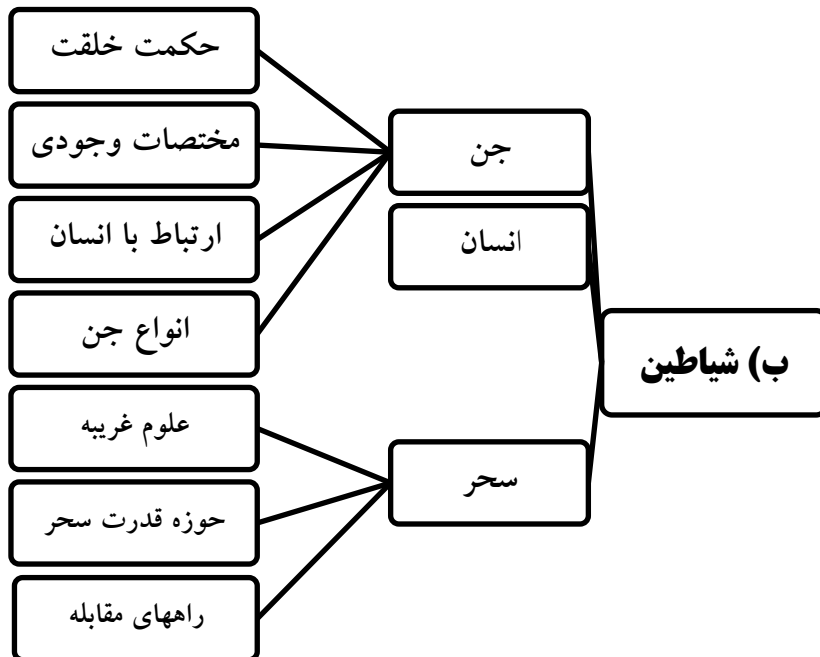 ب) شیاطین
جن
حکمت خلقت
مختصات وجودی
ارتباط با انسان
انواع جن
انسان
سحر
علوم غریبه
حوزه قدرت سحر
راههای مقابله